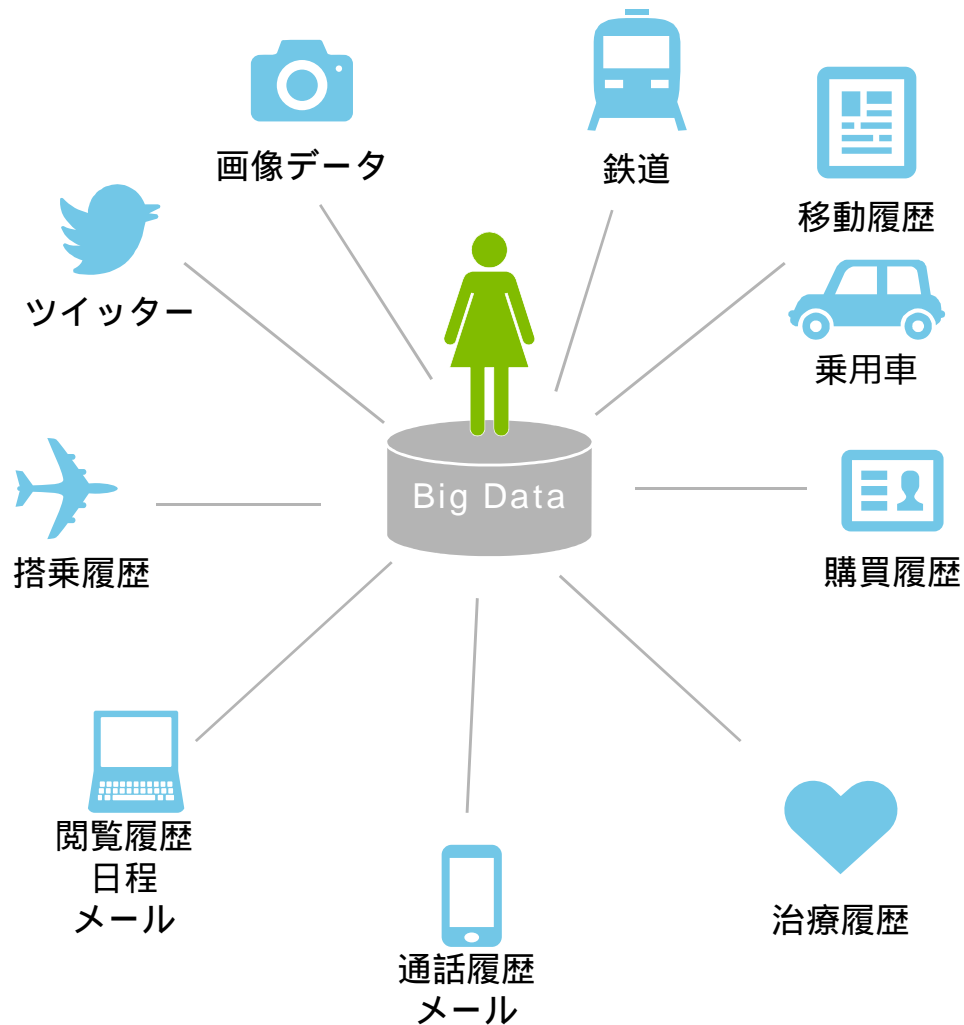 画像データ
鉄道
移動履歴
ツイッター
乗用車
Big Data
搭乗履歴
購買履歴
閲覧履歴
日程
メール
治療履歴
通話履歴
メール